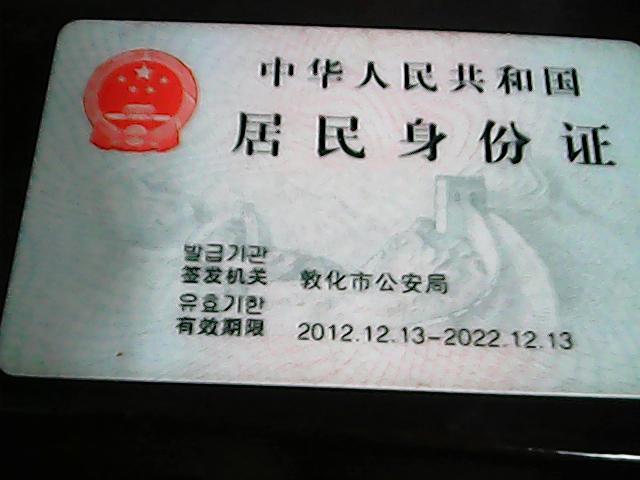 中华人民共和国
居民身份证
발급기관
签发机关 敦化市公安局
유효기한
有效期限 2012.12.13-2022.12.13